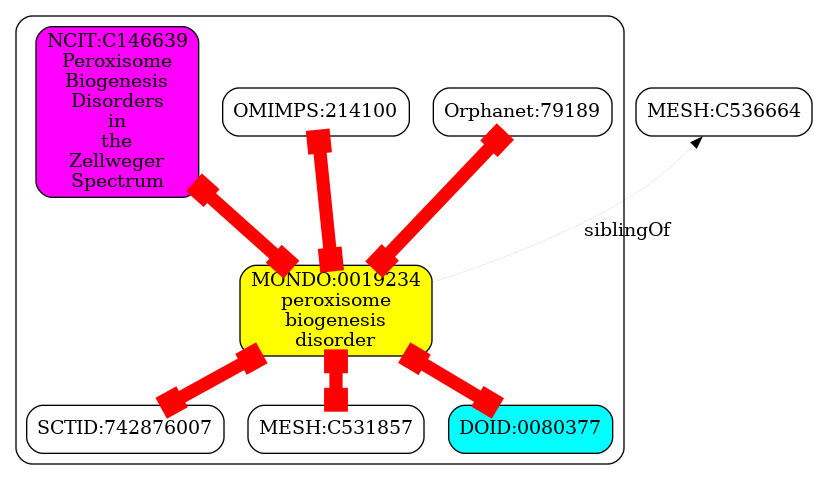 NCIT:C146639
Peroxisome
Biogenesis
Disorders
in
the
Zellweger
Spectrum
OMIMPS:214100
Orphanet:79189
MESH:C536664
siblingOf
MONDO:0019234
peroxisome
biogenesis
disorder
SCTID:742876007
MESH:C531857
DOID:0080377